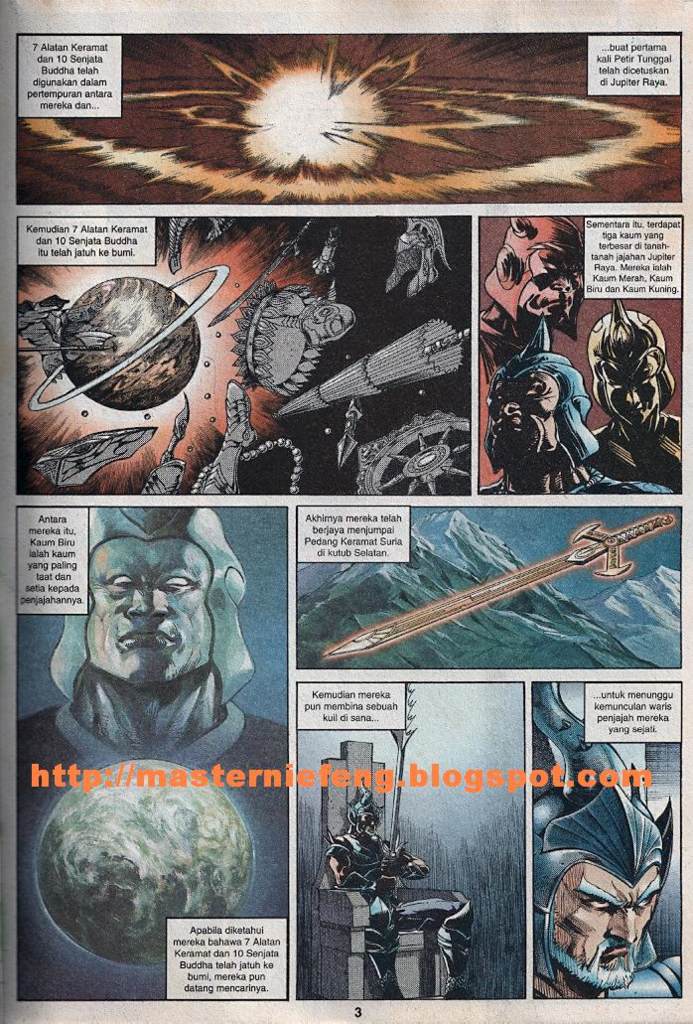 7 Alatan Keramat
dan 10 Senjata
Buddha telah
digunakan dalam
pertempuran antara
mereka dan...
...buat pertama
kali Petir Tunggal
telah dicetuskan
di Jupiter Raya.
Kemudian 7 Alatan Keramat
dan 10 Senjata Buddha
itu telah jatuh ke bumi.
Sementara itu, terdapat
tiga kaum yang
terbesar di tanah-
tanah jajahan Jupiter
Raya. Mereka ialah
Kaum Merah, Kaum
Biru dan Kaum Kuning.
Antara
mereka itu,
Kaum Biru
ialah kaum
yang paling
taat dan
setia kepada
penjajahannya.
Apabila diketahui
mereka bahawa 7 Alatan
Keramat dan 10 Senjata
Buddha telah jatuh ke
bumi, mereka pun
datang mencarinya.
Akhirnya mereka telah
berjaya menjumpai
Pedang Keramat Suria
di kutub Selatan.
Kemudian mereka
pun membina sebuah
kuil di sana...
...untuk menunggu
kemunculan waris
penjajah mereka
yang sejati.
http://masterniefeng.blogspot.com
3